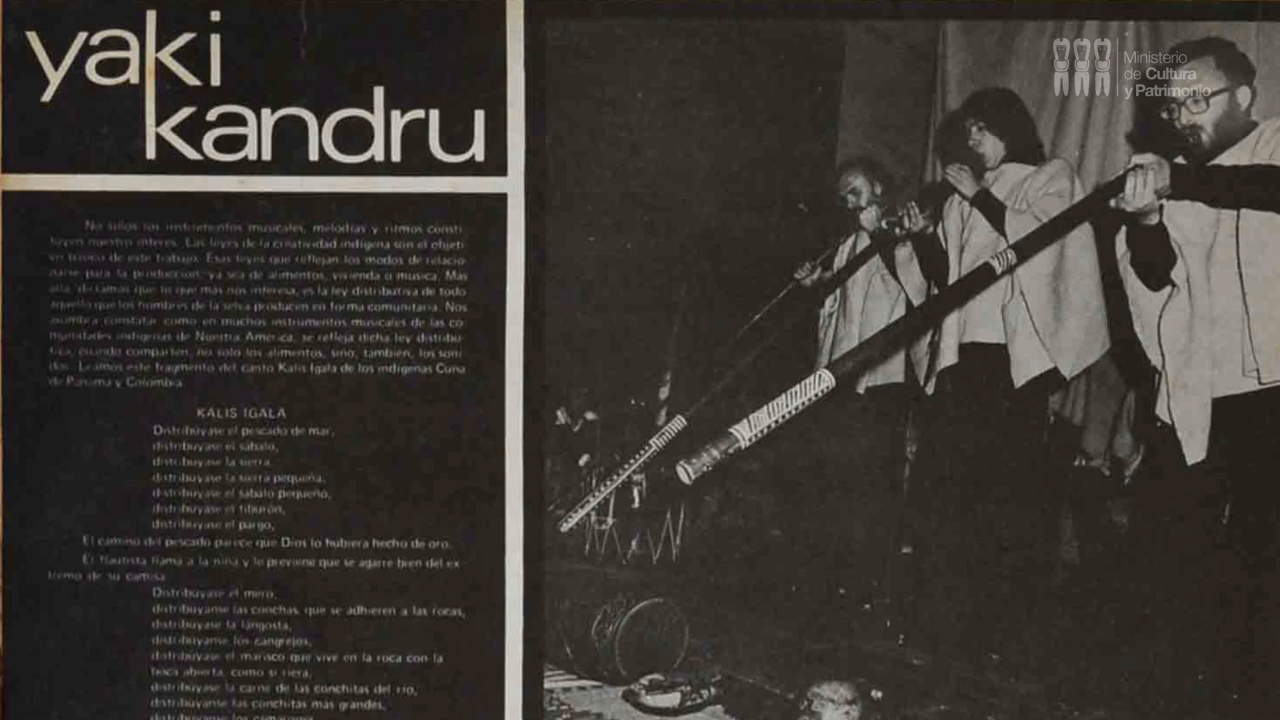 yaki
kandru
No sólos los instrumentos musicales, melodías y ritmos consti-
tuyen nuestro interés. Las leyes de la creatividad indígena son el objeti-
vo básico de este trabajo. Esas leyes que reflejan los modos de relacio-
narse para la producción, ya sea de alimentos, vivienda o música. Más
allá, diríamos que lo que más nos interesa, es la ley distributiva de todo
aquello que los hombres de la selva producen en forma comunitaria. Nos
asombra constatar como en muchos instrumentos musicales de las co-
munidades indígenas de Nuestra América, se refleja dicha ley distribu-
tiva, cuando comparten, no sólo los alimentos, sino, también, los soni-
dos. Leamos este fragmento del canto Kalis Igala de los indígenas Cuna
de Panamá y Colombia.
KALIS IGALA
Distribúyase el pescado de mar,
distribúyase el sábalo,
distribúyase la sierra,
distribúyase la sierra pequeña,
distribúyase el sábalo pequeño,
distribúyase el tiburón,
distribúyase el pargo,
El camino del pescado parece que Dios lo hubiera hecho de oro.
El flautista llama a la niña y le previene que se agarre bien del ex-
tremo de su camisa
Distribúyase el mero,
distribúyanse las conchas que se adhieren a las rocas,
distribúyase la langosta,
distribúyanse los cangrejos,
distribúyase el marisco que vive en la roca con la
boca abierta, como si riera,
distribúyase la carne de las conchitas del río,
distribúyanse las conchitas más grandes,
distribúyanse los camarones
Ministerio
de Cultura
y Patrimonio